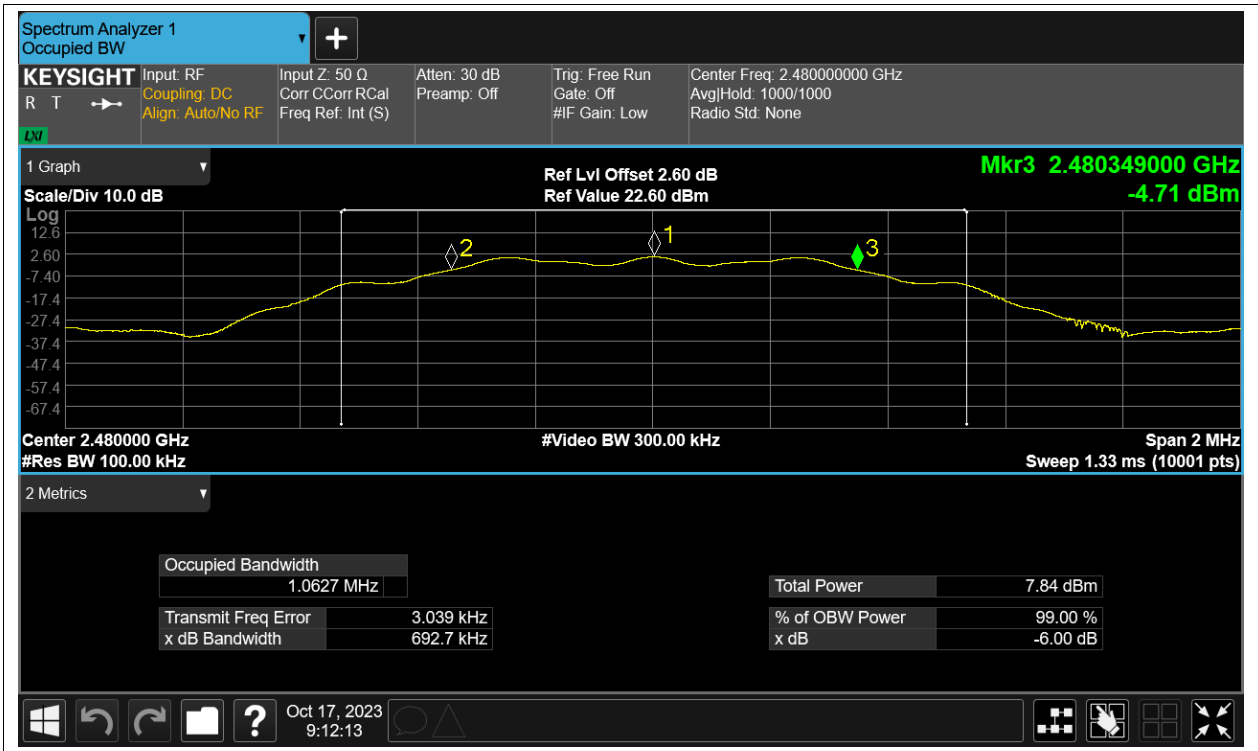 Spectrum Analyzer 1
Occupied BW
KEYSIGHT
R T
LXI
Input: RF
Coupling: DC
Align: Auto/No RF
Input Z: 50 Ω
Corr CCorr RCal
Freq Ref: Int (S)
Atten: 30 dB
Preamp: Off
Trig: Free Run
Gate: Off
#IF Gain: Low
Center Freq: 2.480000000 GHz
Avg|Hold: 1000/1000
Radio Std: None
1 Graph
Scale/Div 10.0 dB
Ref Lvl Offset 2.60 dB
Ref Value 22.60 dBm
Mkr3 2.480349000 GHz
-4.71 dBm
Log
12.6
2.60
-7.40
-17.4
-27.4
-37.4
-47.4
-57.4
-67.4
2
1
3
Center 2.480000 GHz
#Video BW 300.00 kHz
Span 2 MHz
#Res BW 100.00 kHz
Sweep 1.33 ms (10001 pts)
2 Metrics
Occupied Bandwidth
1.0627 MHz
Transmit Freq Error 3.039 kHz
x dB Bandwidth 692.7 kHz
Total Power 7.84 dBm
% of OBW Power 99.00 %
x dB -6.00 dB
?
Oct 17, 2023
9:12:13